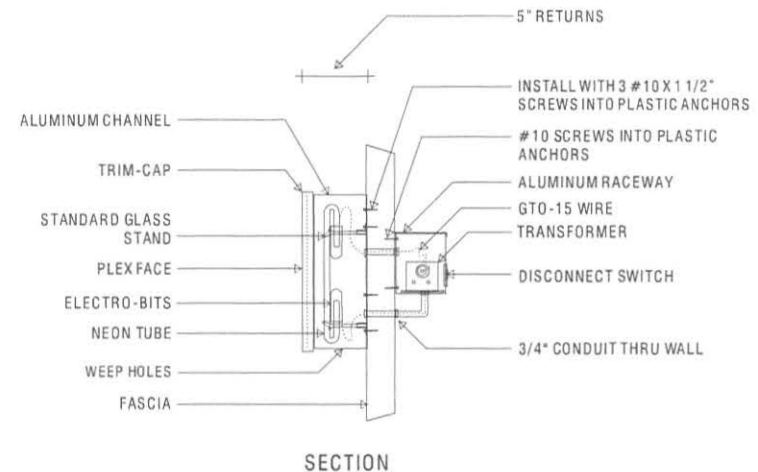 5" RETURNS
INSTALL WITH 3 #10 X 1 1/2"
SCREWS INTO PLASTIC ANCHORS
#10 SCREWS INTO PLASTIC
ANCHORS
ALUMINUM RACEWAY
GTO-15 WIRE
TRANSFORMER
DISCONNECT SWITCH
3/4" CONDUIT THRU WALL
ALUMINUM CHANNEL
TRIM-CAP
STANDARD GLASS
STAND
PLEX FACE
ELECTRO-BITS
NEON TUBE
WEEP HOLES
FASCIA
SECTION